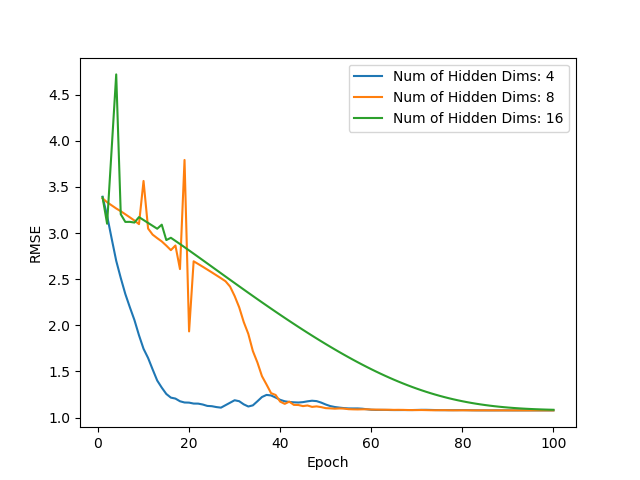 Num of Hidden Dims: 4
Num of Hidden Dims: 8
Num of Hidden Dims: 16
4.5
4.0
3.5
3.0
2.5
2.0
1.5
1.0
RMSE
0 20 40 60 80 100
Epoch